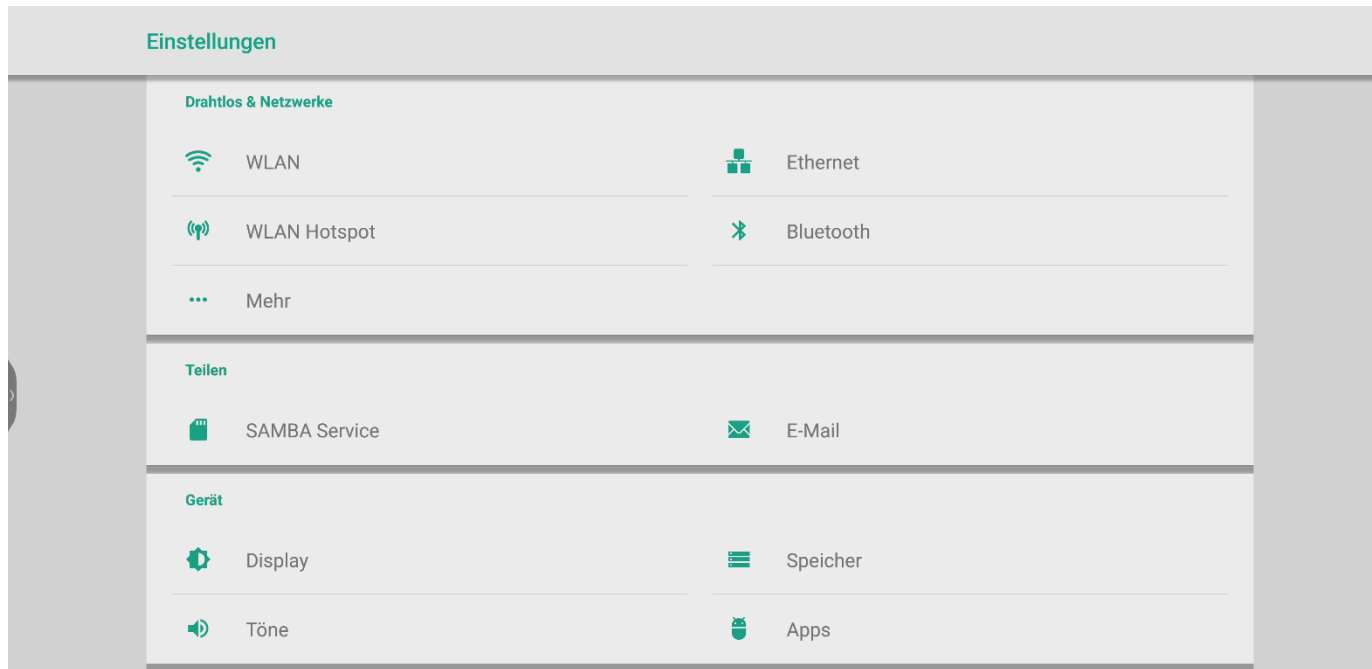 Einstellungen
Drahtlos & Netzwerke
WLAN
Ethernet
WLAN Hotspot
Bluetooth
Mehr
Teilen
SAMBA Service
E-Mail
Gerät
Display
Speicher
Töne
Apps